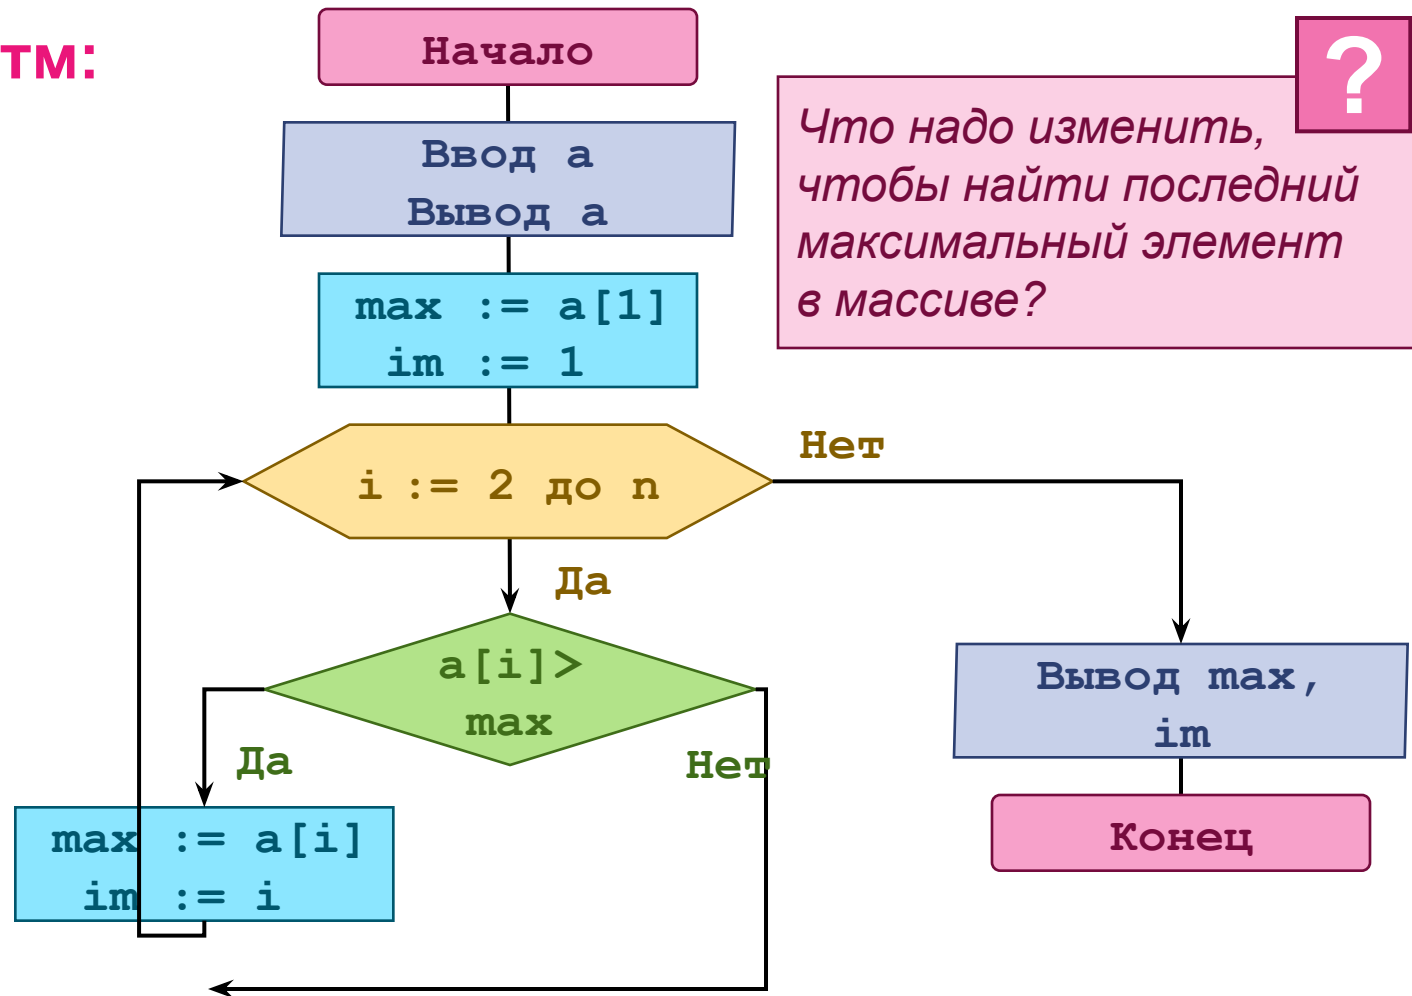 тм:
Начало
?
Что надо изменить,
чтобы найти последний
максимальный элемент
в массиве?
Ввод a
Вывод a
max := a[1]
im := 1
i := 2 до n
Нет
Да
a[i]>
max
Да
Нет
max := a[i]
im := i
Вывод max,
im
Конец